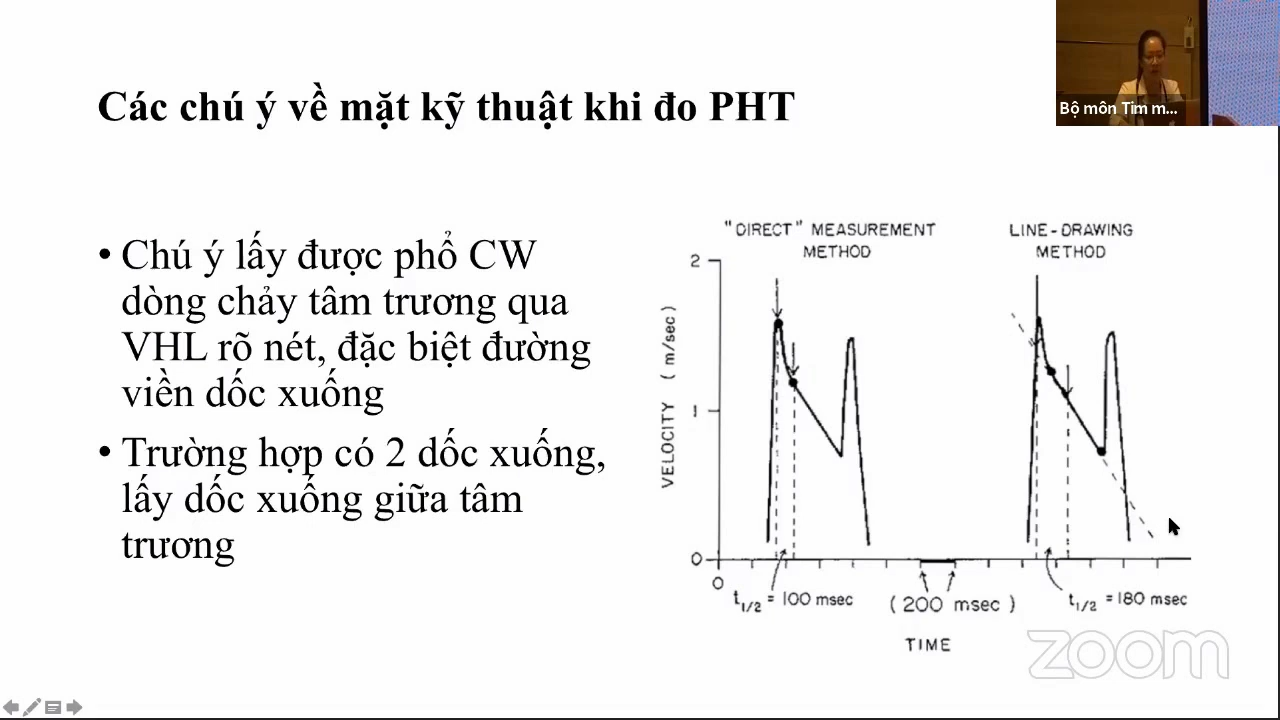 Các chú ý về mặt kỹ thuật khi đo PHT
Bộ môn Tim m...
• Chú ý lấy được phổ CW
dòng chảy tâm trương qua
VHL rõ nét, đặc biệt đường
viền dốc xuống
• Trường hợp có 2 dốc xuống,
lấy dốc xuống giữa tâm
trương
"DIRECT" MEASUREMENT
METHOD
LINE-DRAWING
METHOD
VELOCITY (m/sec)
2
1
0
0
t1/2 = 100 msec
(200 msec)
t1/2 = 180 msec
TIME
zoom